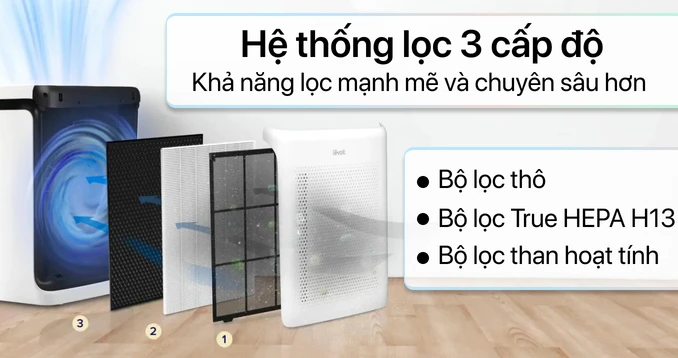 Hệ thống lọc 3 cấp độ
Khả năng lọc mạnh mẽ và chuyên sâu hơn
levoit
Bộ lọc thô
Bộ lọc True HEPA H13
Bộ lọc than hoạt tính
3
2
1